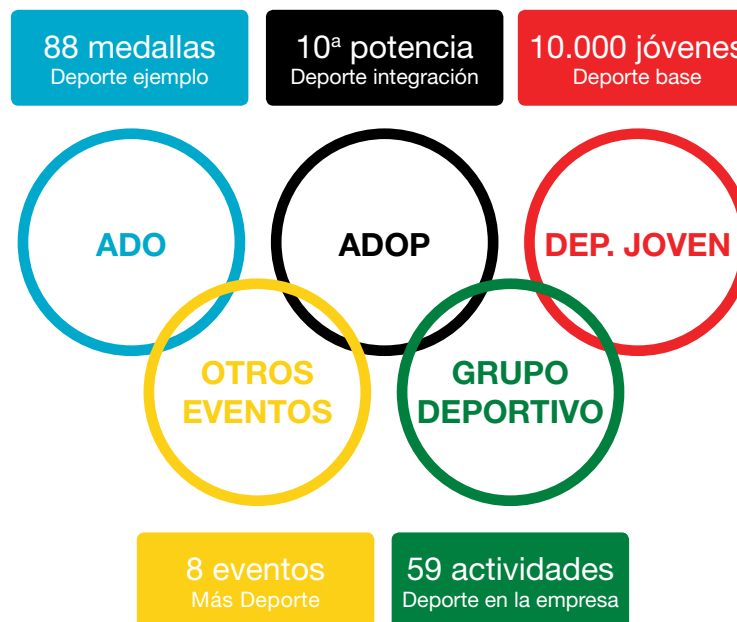 88 medallas
Deporte ejemplo
10ª potencia
Deporte integración
10.000 jóvenes
Deporte base
ADO
ADOP
DEP. JOVEN
OTROS
EVENTOS
GRUPO
DEPORTIVO
8 eventos
Más Deporte
59 actividades
Deporte en la empresa